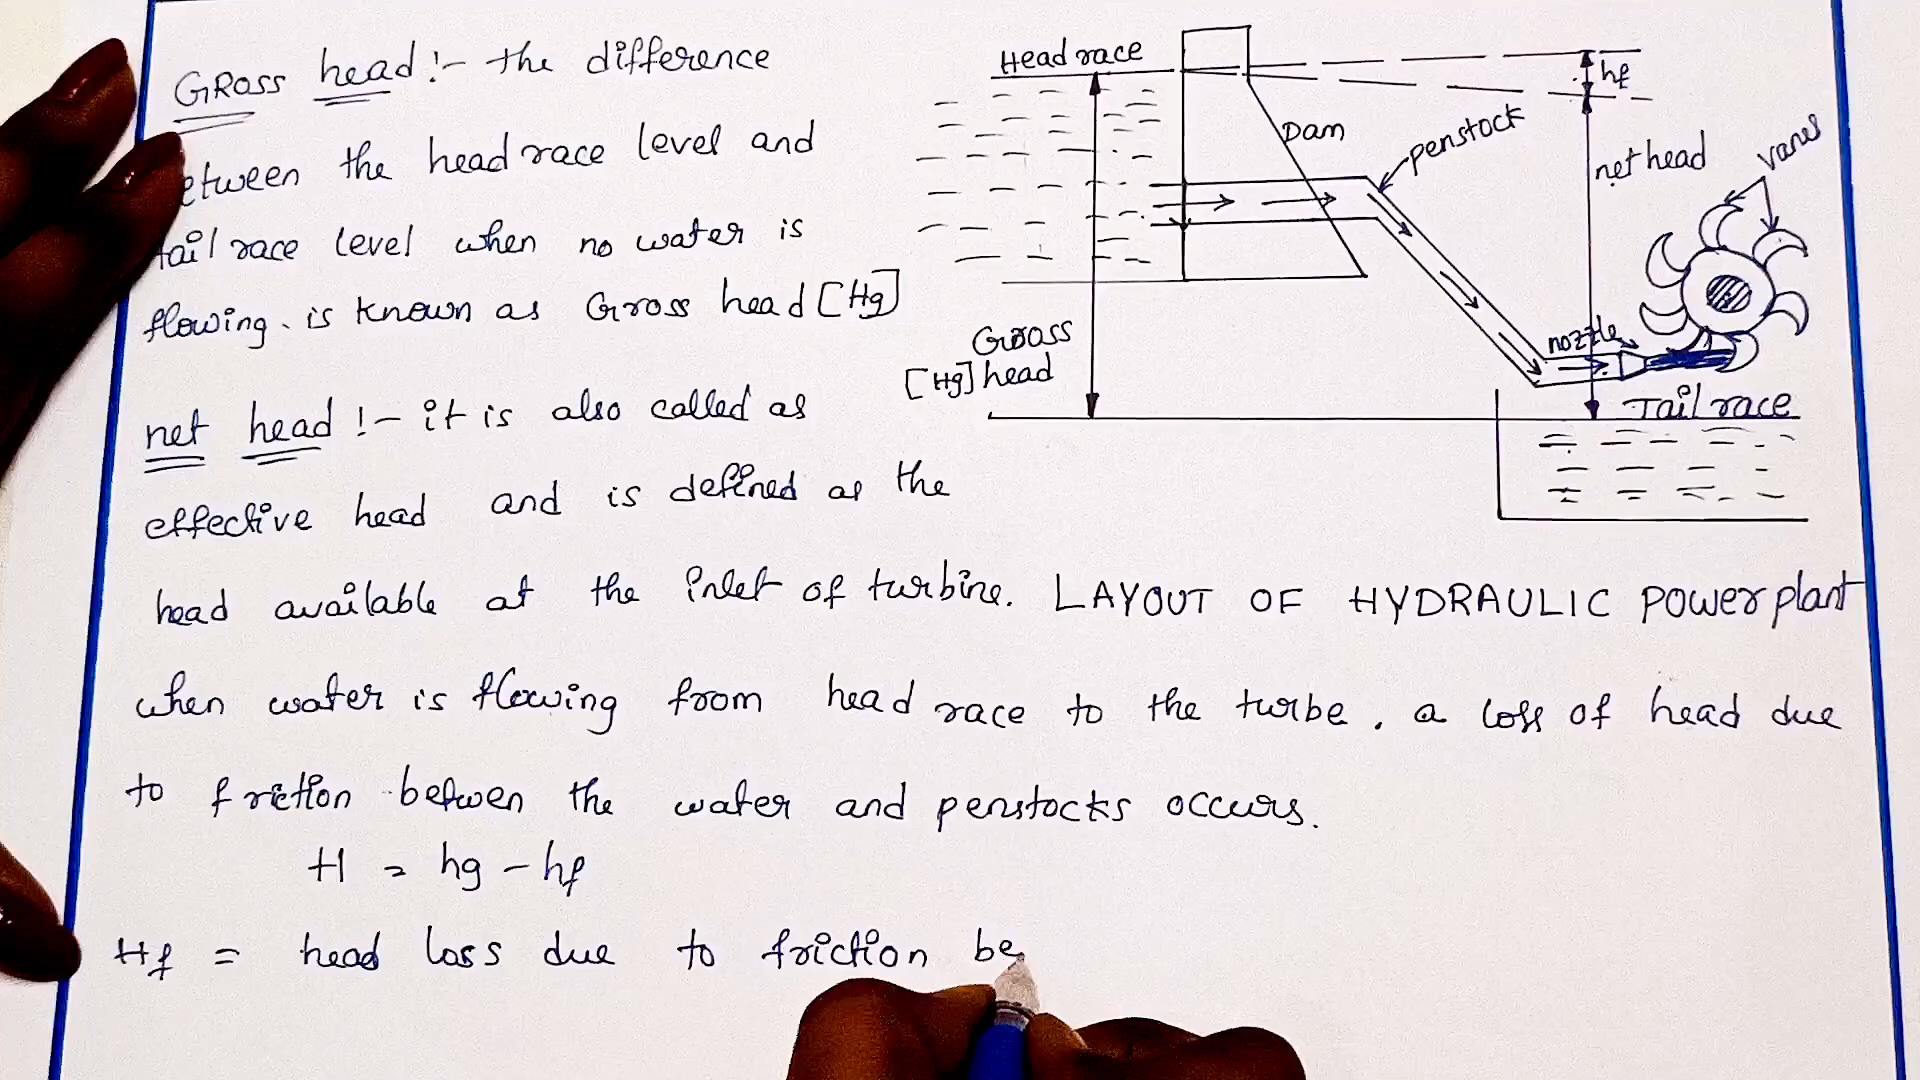 GRoss head :- the difference
between the head race level and
tail race level when no water is
flowing. is known as Gross head [Hg]
net head :- it is also called as
effective head and is defined as the
head available at the inlet of turbine.
when water is flowing from head race to the turbe. a loss of head due
to friction betwen the water and penstocks occurs.
H = hg - hf
Hf = head loss due to friction be
Head race
hf
Dam
penstock
net head
vanes
nozzle
Gross
[Hg] head
Tail race
LAYOUT OF HYDRAULIC POWER plant